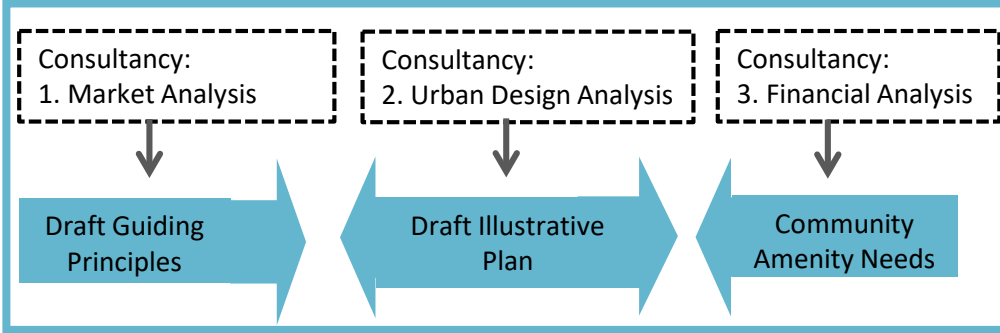 Consultancy:
1. Market Analysis
Consultancy:
2. Urban Design Analysis
Consultancy:
3. Financial Analysis
Draft Guiding
Principles
Draft Illustrative
Plan
Community
Amenity Needs